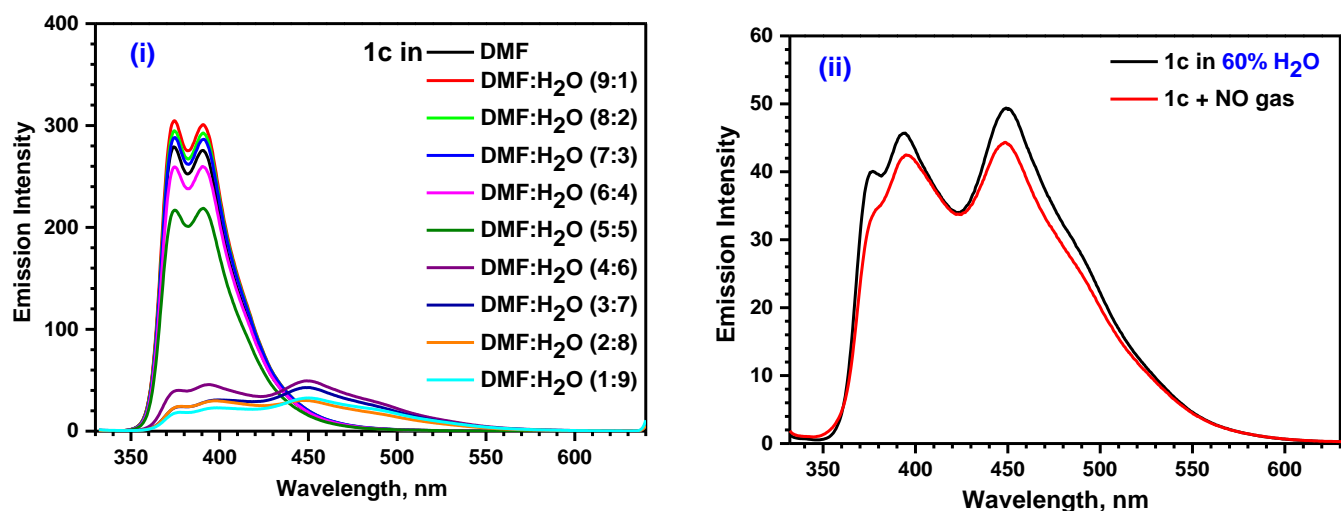 (i)
1c in
DMF
DMF:H2O (9:1)
DMF:H2O (8:2)
DMF:H2O (7:3)
DMF:H2O (6:4)
DMF:H2O (5:5)
DMF:H2O (4:6)
DMF:H2O (3:7)
DMF:H2O (2:8)
DMF:H2O (1:9)
Emission Intensity
400
300
200
100
0
350 400 450 500 550 600
Wavelength, nm
(ii)
1c in 60% H2O
1c + NO gas
Emission Intensity
60
50
40
30
20
10
0
350 400 450 500 550 600
Wavelength, nm